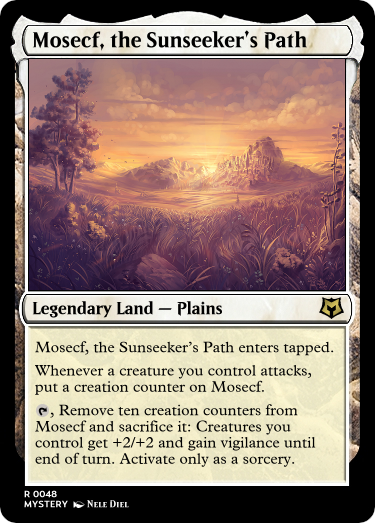 Mosecf, the Sunseeker's Path
Legendary Land — Plains
Mosecf, the Sunseeker's Path enters tapped.
Whenever a creature you control attacks,
put a creation counter on Mosecf.
, Remove ten creation counters from
Mosecf and sacrifice it: Creatures you
control get +2/+2 and gain vigilance until
end of turn. Activate only as a sorcery.
R 0048
MYSTERY Nele Diel